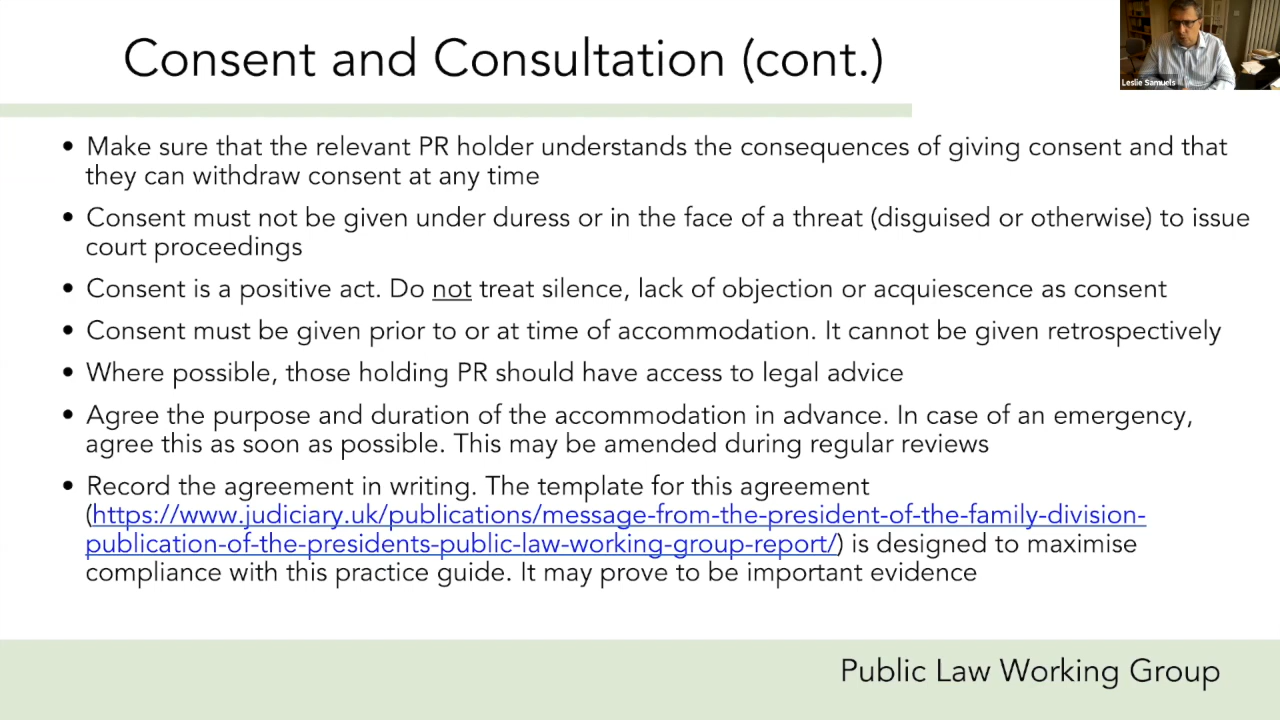 Consent and Consultation (cont.)
Leslie Samuels
• Make sure that the relevant PR holder understands the consequences of giving consent and that
they can withdraw consent at any time
• Consent must not be given under duress or in the face of a threat (disguised or otherwise) to issue
court proceedings
• Consent is a positive act. Do not treat silence, lack of objection or acquiescence as consent
• Consent must be given prior to or at time of accommodation. It cannot be given retrospectively
• Where possible, those holding PR should have access to legal advice
• Agree the purpose and duration of the accommodation in advance. In case of an emergency,
agree this as soon as possible. This may be amended during regular reviews
• Record the agreement in writing. The template for this agreement
(https://www.judiciary.uk/publications/message-from-the-president-of-the-family-division-
publication-of-the-presidents-public-law-working-group-report/) is designed to maximise
compliance with this practice guide. It may prove to be important evidence
Public Law Working Group